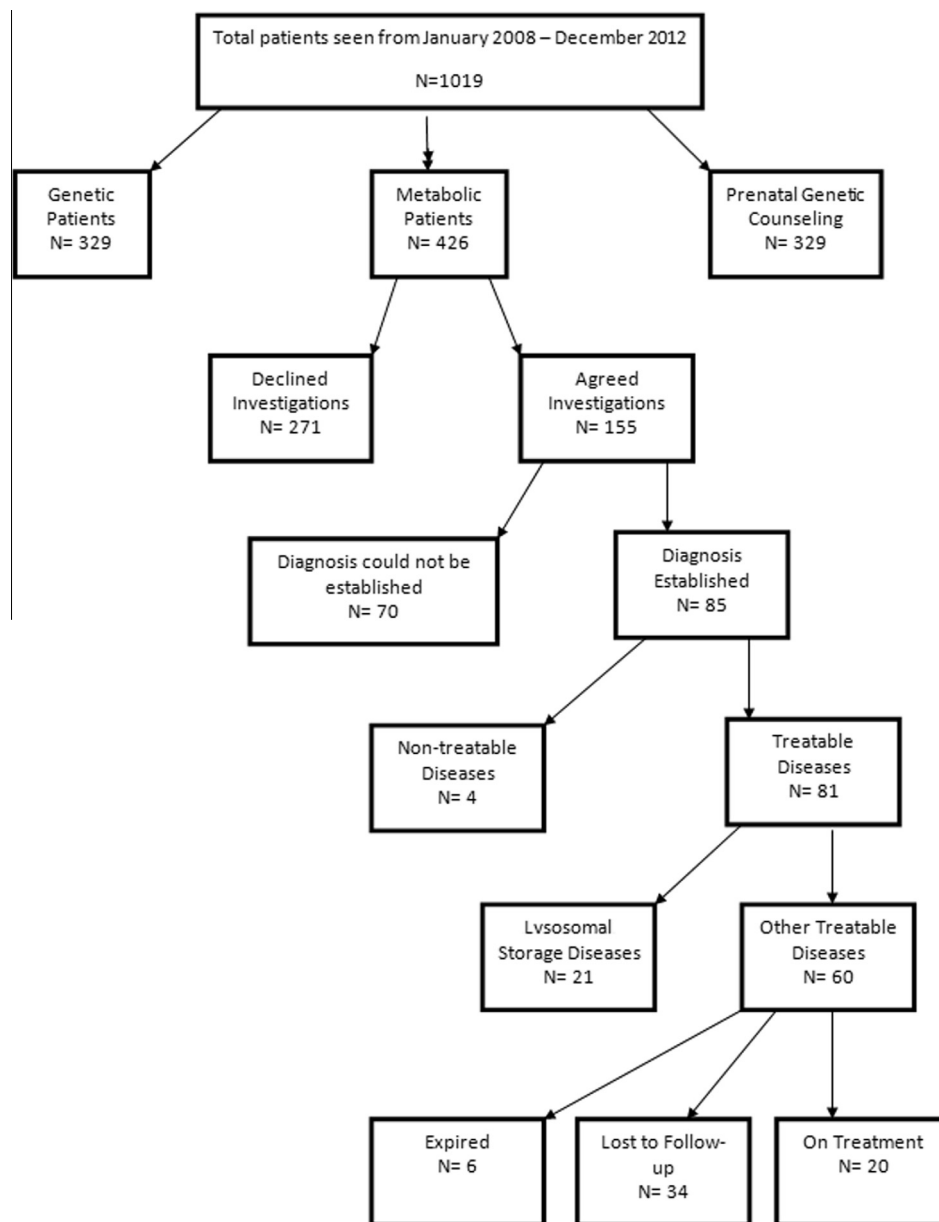 Total patients seen from January 2008 – December 2012
N=1019
Genetic
Patients
N= 329
Metabolic
Patients
N= 426
Prenatal Genetic
Counseling
N= 329
Declined
Investigations
N= 271
Agreed
Investigations
N= 155
Diagnosis could not be
established
N= 70
Diagnosis
Established
N= 85
Non-treatable
Diseases
N= 4
Treatable
Diseases
N= 81
Lvsosomal
Storage Diseases
N= 21
Other Treatable
Diseases
N= 60
Expired
N= 6
Lost to Follow-
up
N= 34
On Treatment
N= 20